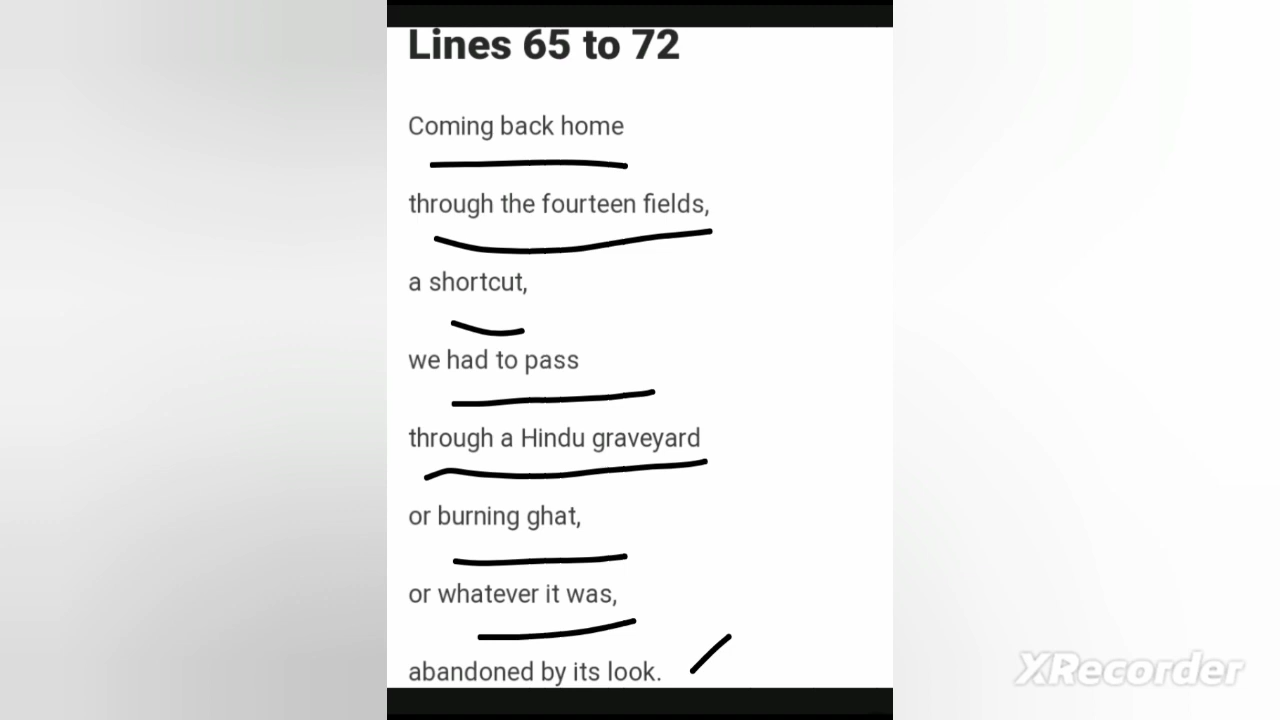 Lines 65 to 72
Coming back home
through the fourteen fields,
a shortcut,
we had to pass
through a Hindu graveyard
or burning ghat,
or whatever it was,
abandoned by its look.
XRecorder